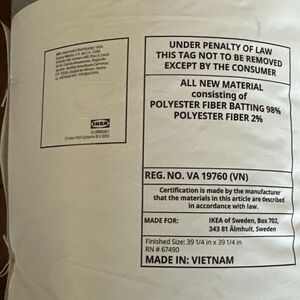 IKEA
UNDER PENALTY OF LAW
THIS TAG NOT TO BE REMOVED
EXCEPT BY THE CONSUMER
ALL NEW MATERIAL
consisting of
POLYESTER FIBER BATTING 98%
POLYESTER FIBER 2%
REG. NO. VA 19760 (VN)
Certification is made by the manufacturer
that the materials in this article are described
in accordance with law.
MADE FOR:
IKEA of Sweden, Box 702,
343 81 Älmhult, Sweden
Finished Size: 39 1/4 in x 39 1/4 in
RN # 67490
MADE IN: VIETNAM